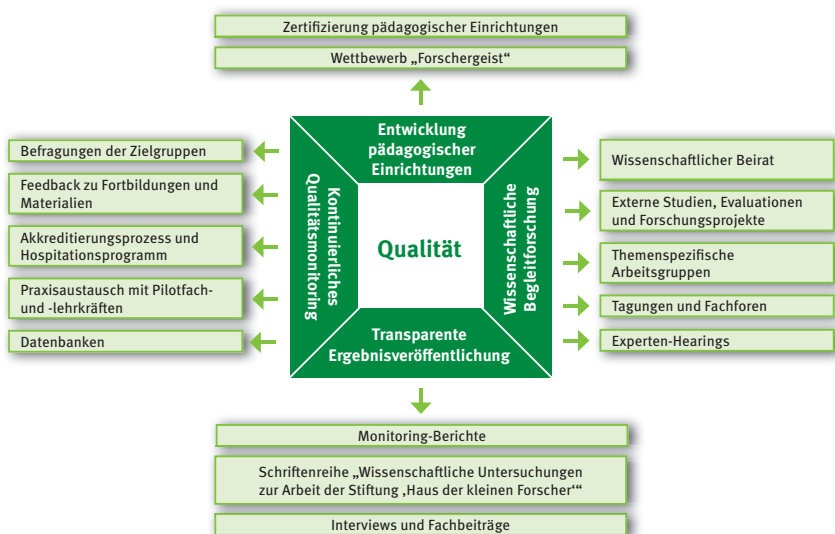 Zertifizierung pädagogischer Einrichtungen
Wettbewerb „Forschergeist“
Entwicklung
pädagogischer
Einrichtungen
Kontinuierliches
Qualitätsmonitoring
Qualität
Wissenschaftliche
Begleitforschung
Transparente
Ergebnisveröffentlichung
Befragungen der Zielgruppen
Feedback zu Fortbildungen und
Materialien
Akkreditierungsprozess und
Hospitationsprogramm
Praxisaustausch mit Pilotfach-
und -lehrkräften
Datenbanken
Wissenschaftlicher Beirat
Externe Studien, Evaluationen
und Forschungsprojekte
Themenspezifische
Arbeitsgruppen
Tagungen und Fachforen
Experten-Hearings
Monitoring-Berichte
Schriftenreihe „Wissenschaftliche Untersuchungen
zur Arbeit der Stiftung ‚Haus der kleinen Forscher‘“
Interviews und Fachbeiträge